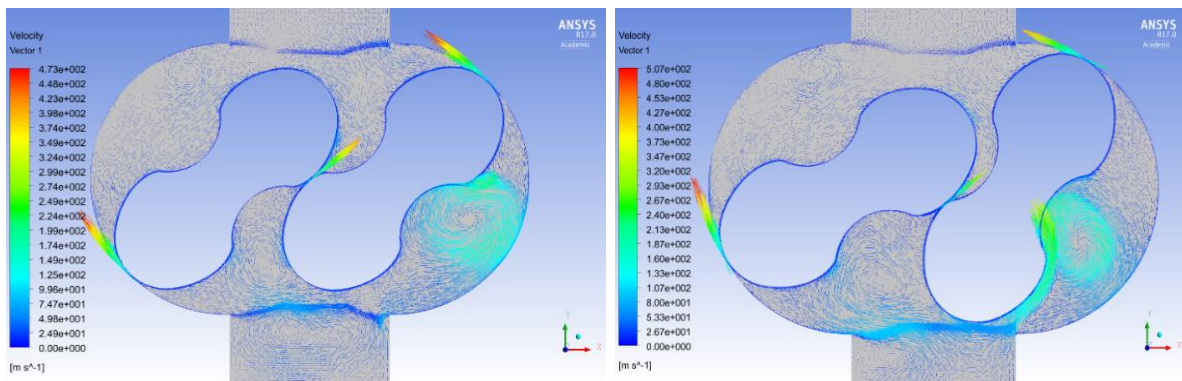 Velocity
Vector 1
4.73e+002
4.48e+002
4.23e+002
3.98e+002
3.74e+002
3.49e+002
3.24e+002
2.99e+002
2.74e+002
2.49e+002
2.24e+002
1.99e+002
1.74e+002
1.49e+002
1.25e+002
9.96e+001
7.47e+001
4.98e+001
2.49e+001
0.00e+000
[m s^-1]
ANSYS
R17.0
Academic
Y
X
Velocity
Vector 1
5.07e+002
4.80e+002
4.53e+002
4.27e+002
4.00e+002
3.73e+002
3.47e+002
3.20e+002
2.93e+002
2.67e+002
2.40e+002
2.13e+002
1.87e+002
1.60e+002
1.33e+002
1.07e+002
8.00e+001
5.33e+001
2.67e+001
0.00e+000
[m s^-1]
ANSYS
R17.0
Academic
Y
X